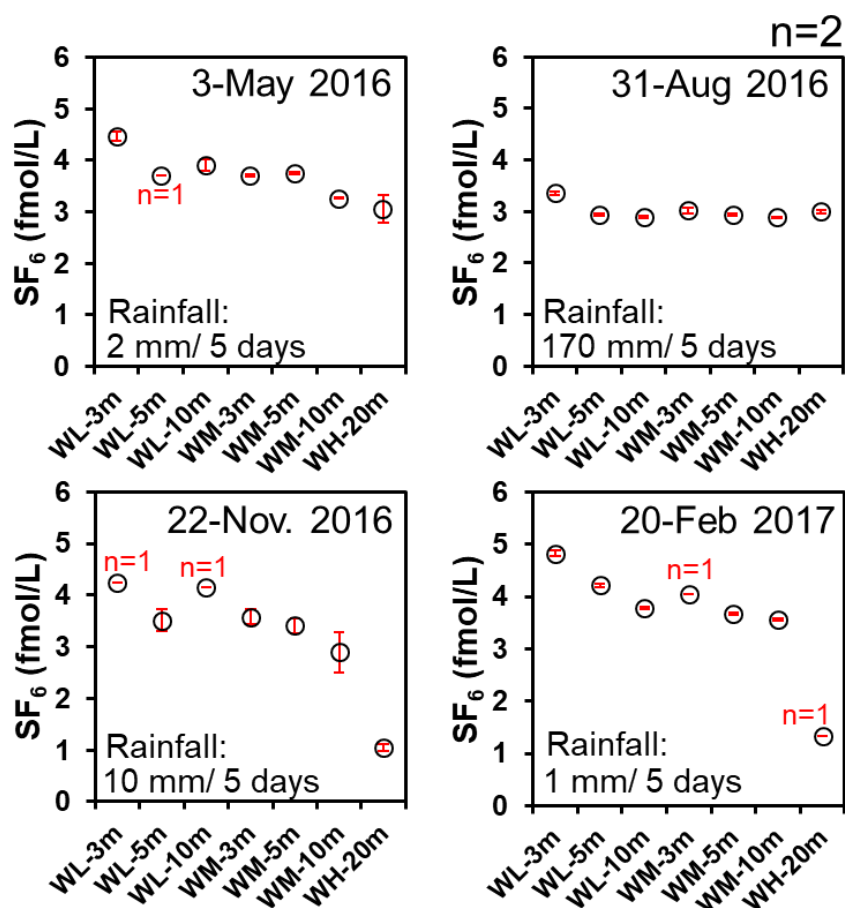 n=2
SF6 (fmol/L)
6
5
4
3
2
1
0
3-May 2016
n=1
Rainfall:
2 mm/ 5 days
WL-3m
WL-5m
WL-10m
WM-3m
WM-5m
WM-10m
WH-20m
SF6 (fmol/L)
6
5
4
3
2
1
0
31-Aug 2016
Rainfall:
170 mm/ 5 days
WL-3m
WL-5m
WL-10m
WM-3m
WM-5m
WM-10m
WH-20m
SF6 (fmol/L)
6
5
4
3
2
1
0
22-Nov. 2016
n=1
n=1
Rainfall:
10 mm/ 5 days
WL-3m
WL-5m
WL-10m
WM-3m
WM-5m
WM-10m
WH-20m
SF6 (fmol/L)
6
5
4
3
2
1
0
20-Feb 2017
n=1
n=1
Rainfall:
1 mm/ 5 days
WL-3m
WL-5m
WL-10m
WM-3m
WM-5m
WM-10m
WH-20m